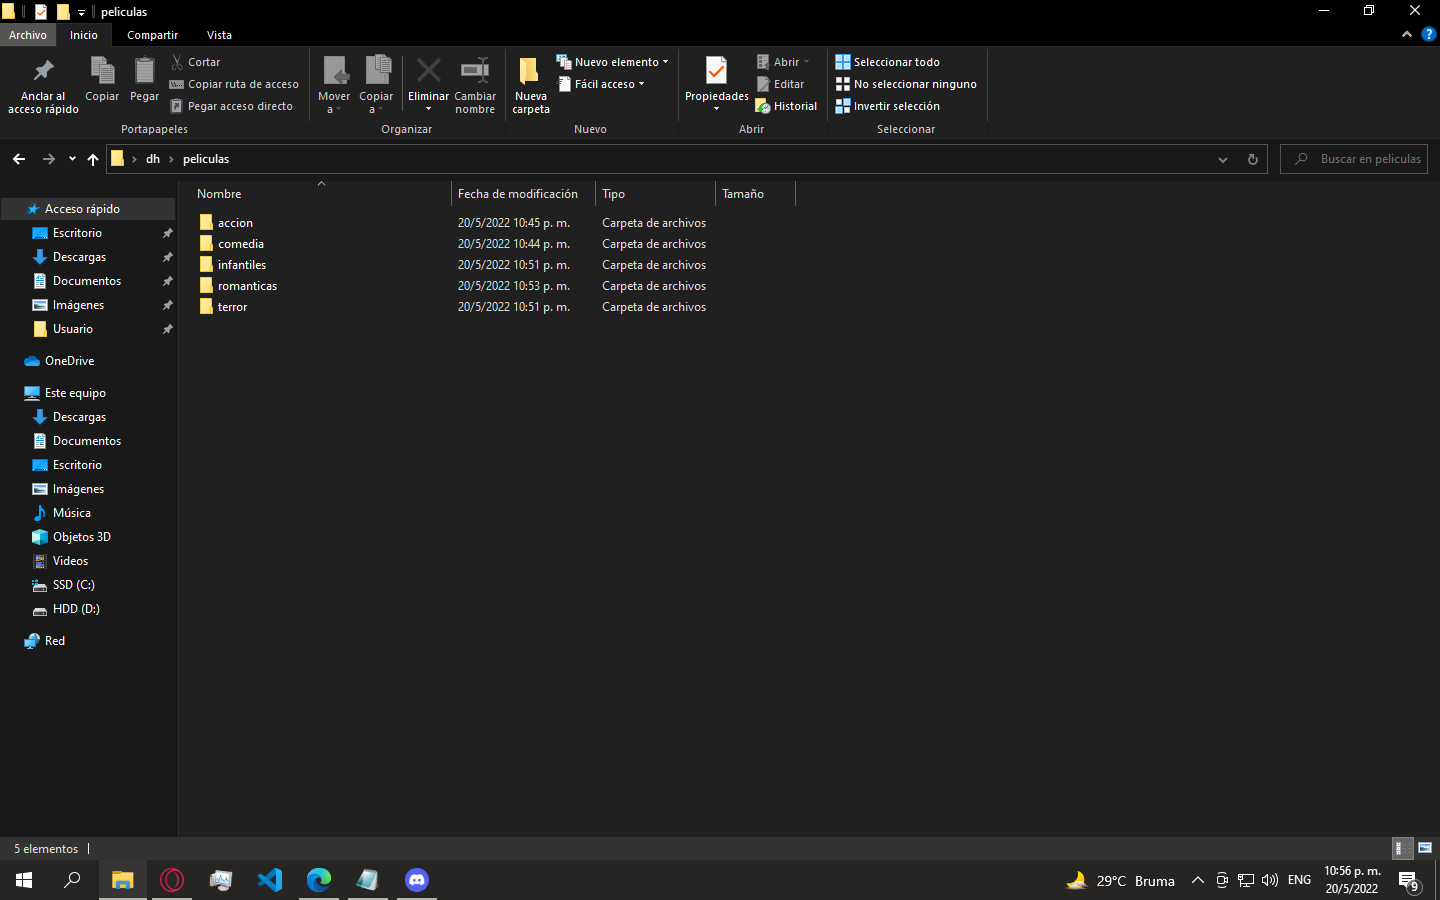 peliculas
Archivo Inicio Compartir Vista
Anclar al acceso rápido
Copiar
Pegar
Cortar
Copiar ruta de acceso
Pegar acceso directo
Portapapeles
Mover a
Copiar a
Eliminar
Cambiar nombre
Organizar
Nueva carpeta
Nuevo elemento
Fácil acceso
Nuevo
Propiedades
Abrir
Editar
Historial
Abrir
Seleccionar todo
No seleccionar ninguno
Invertir selección
Seleccionar
dh › peliculas
Buscar en peliculas
Nombre Fecha de modificación Tipo Tamaño
accion 20/5/2022 10:45 p. m. Carpeta de archivos
comedia 20/5/2022 10:44 p. m. Carpeta de archivos
infantiles 20/5/2022 10:51 p. m. Carpeta de archivos
romanticas 20/5/2022 10:53 p. m. Carpeta de archivos
terror 20/5/2022 10:51 p. m. Carpeta de archivos
Acceso rápido
Escritorio
Descargas
Documentos
Imágenes
Usuario
OneDrive
Este equipo
Descargas
Documentos
Escritorio
Imágenes
Música
Objetos 3D
Videos
SSD (C:)
HDD (D:)
Red
5 elementos
29°C Bruma
ENG
10:56 p. m.
20/5/2022
9